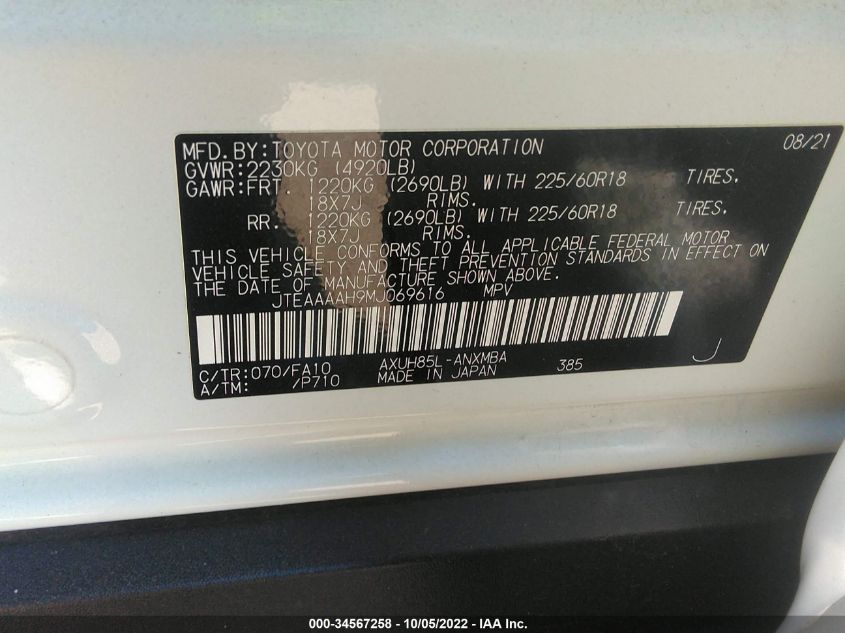 MFD.BY:TOYOTA MOTOR CORPORATION 08/21
GVWR:2230KG (4920LB)
GAWR:FRT. 1220KG (2690LB) WITH 225/60R18 TIRES.
18X7J RIMS.
RR. 1220KG (2690LB) WITH 225/60R18 TIRES.
18X7J RIMS.
THIS VEHICLE CONFORMS TO ALL APPLICABLE FEDERAL MOTOR
VEHICLE SAFETY AND THEFT PREVENTION STANDARDS IN EFFECT ON
THE DATE OF MANUFACTURE SHOWN ABOVE.
JTEAAAAH9MJ069616 MPV
C/TR:070/FA10 AXUH85L-ANXMBA 385 J
A/TM: /P710 MADE IN JAPAN
000-34567258 - 10/05/2022 - IAA Inc.